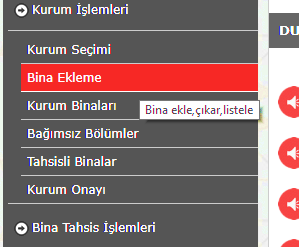 Kurum İşlemleri
DU
Kurum Seçimi
Bina Ekleme
Kurum Binaları
Bina ekle,çıkar,listele
Bağımsız Bölümler
Tahsisli Binalar
Kurum Onayı
Bina Tahsis İşlemleri